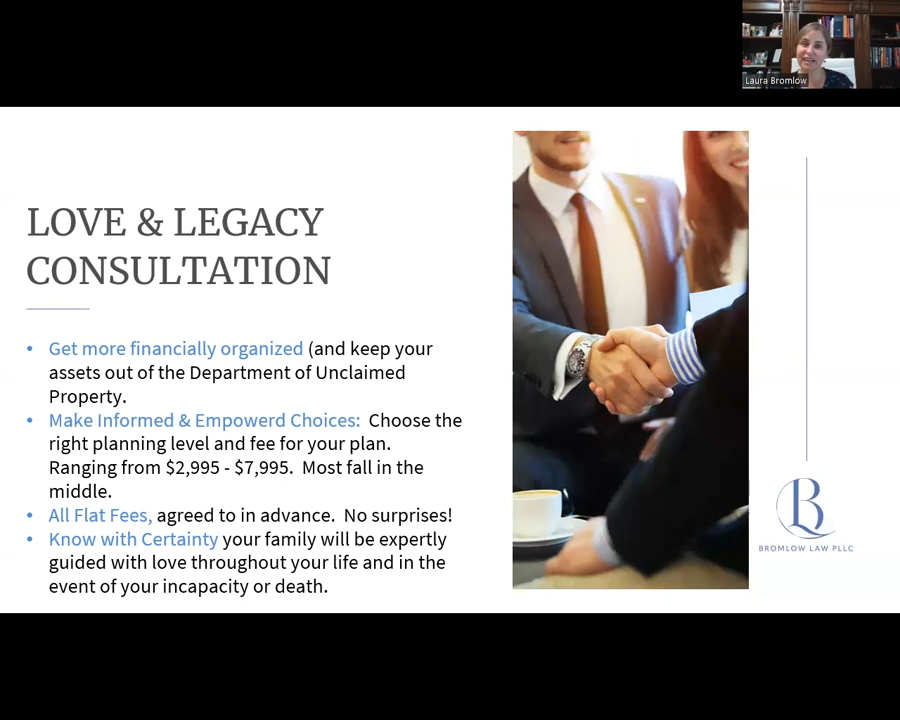 Laura Bromlow
LOVE & LEGACY
CONSULTATION
• Get more financially organized (and keep your
assets out of the Department of Unclaimed
Property.
• Make Informed & Empowerd Choices:  Choose the
right planning level and fee for your plan.
Ranging from $2,995 - $7,995.  Most fall in the
middle.
• All Flat Fees, agreed to in advance.  No surprises!
• Know with Certainty your family will be expertly
guided with love throughout your life and in the
event of your incapacity or death.
BROMLOW LAW PLLC